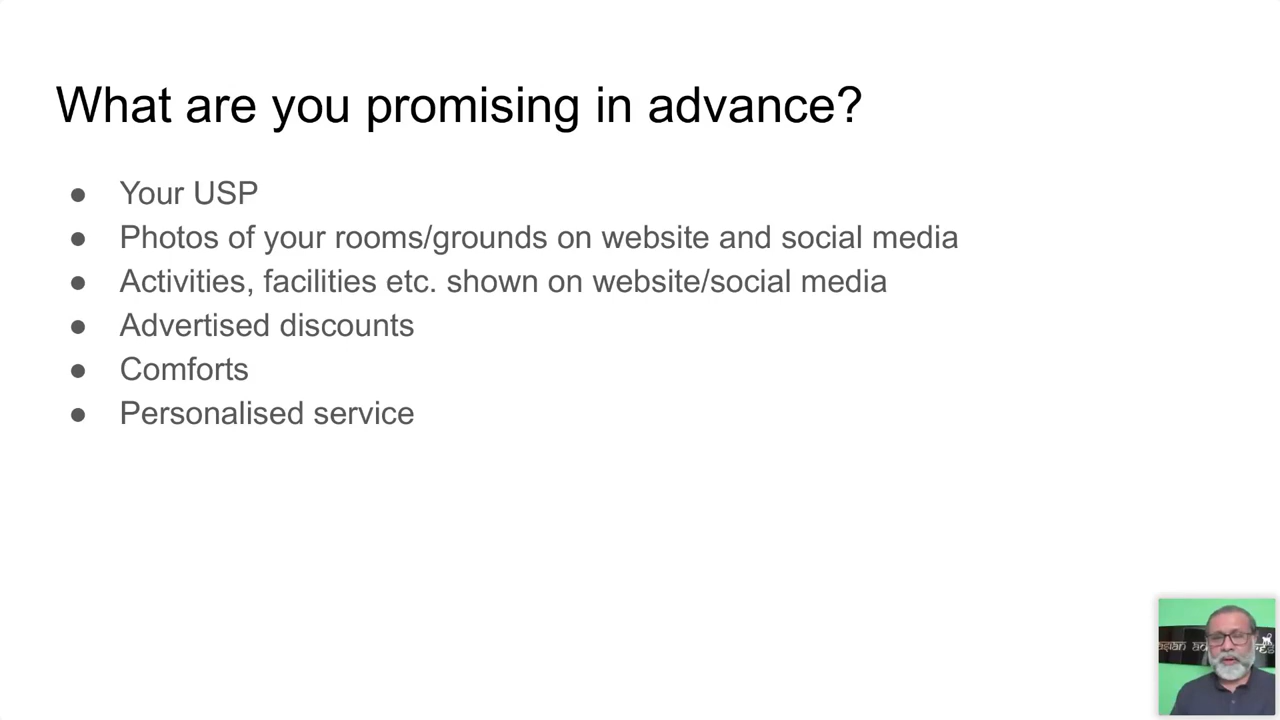 What are you promising in advance?
● Your USP
● Photos of your rooms/grounds on website and social media
● Activities, facilities etc. shown on website/social media
● Advertised discounts
● Comforts
● Personalised service
asian